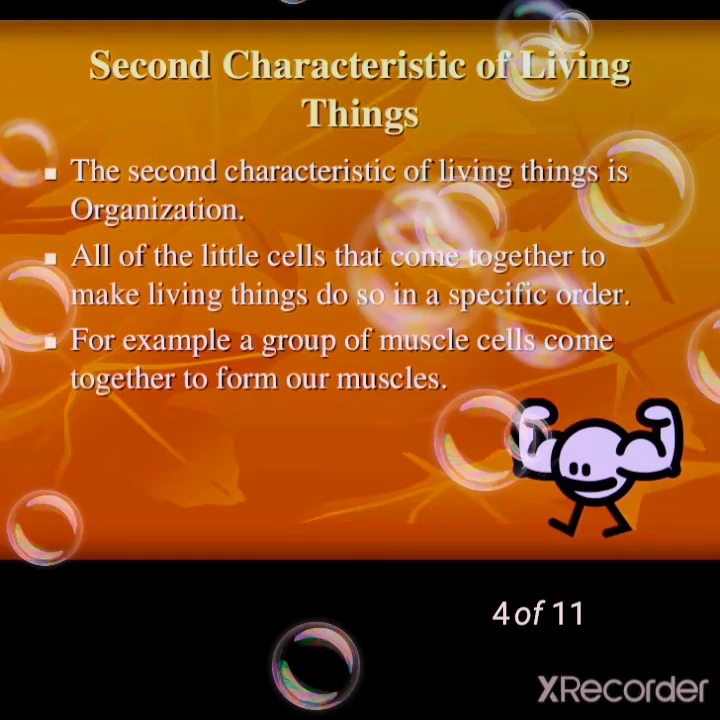 Second Characteristic of Living
Things
The second characteristic of living things is
Organization.
All of the little cells that come together to
make living things do so in a specific order.
For example a group of muscle cells come
together to form our muscles.
4 of 11
XRecorder